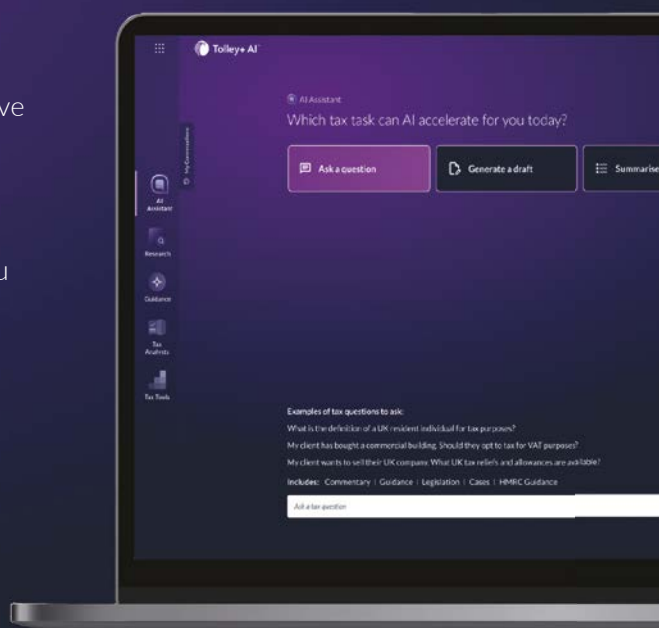 ve
u
Tolley+ AI
My Conversations
AI Assistant
Which tax task can AI accelerate for you today?
Ask a question
Generate a draft
Summarise
AI
Assistant
Research
Guidance
Tax
Analysts
Tax Tools
Examples of tax questions to ask:
What is the definition of a UK resident individual for tax purposes?
My client has bought a commercial building. Should they opt to tax for VAT purposes?
My client wants to sell their UK company. What UK tax reliefs and allowances are available?
Includes: Commentary | Guidance | Legislation | Cases | HMRC Guidance
Ask a tax question